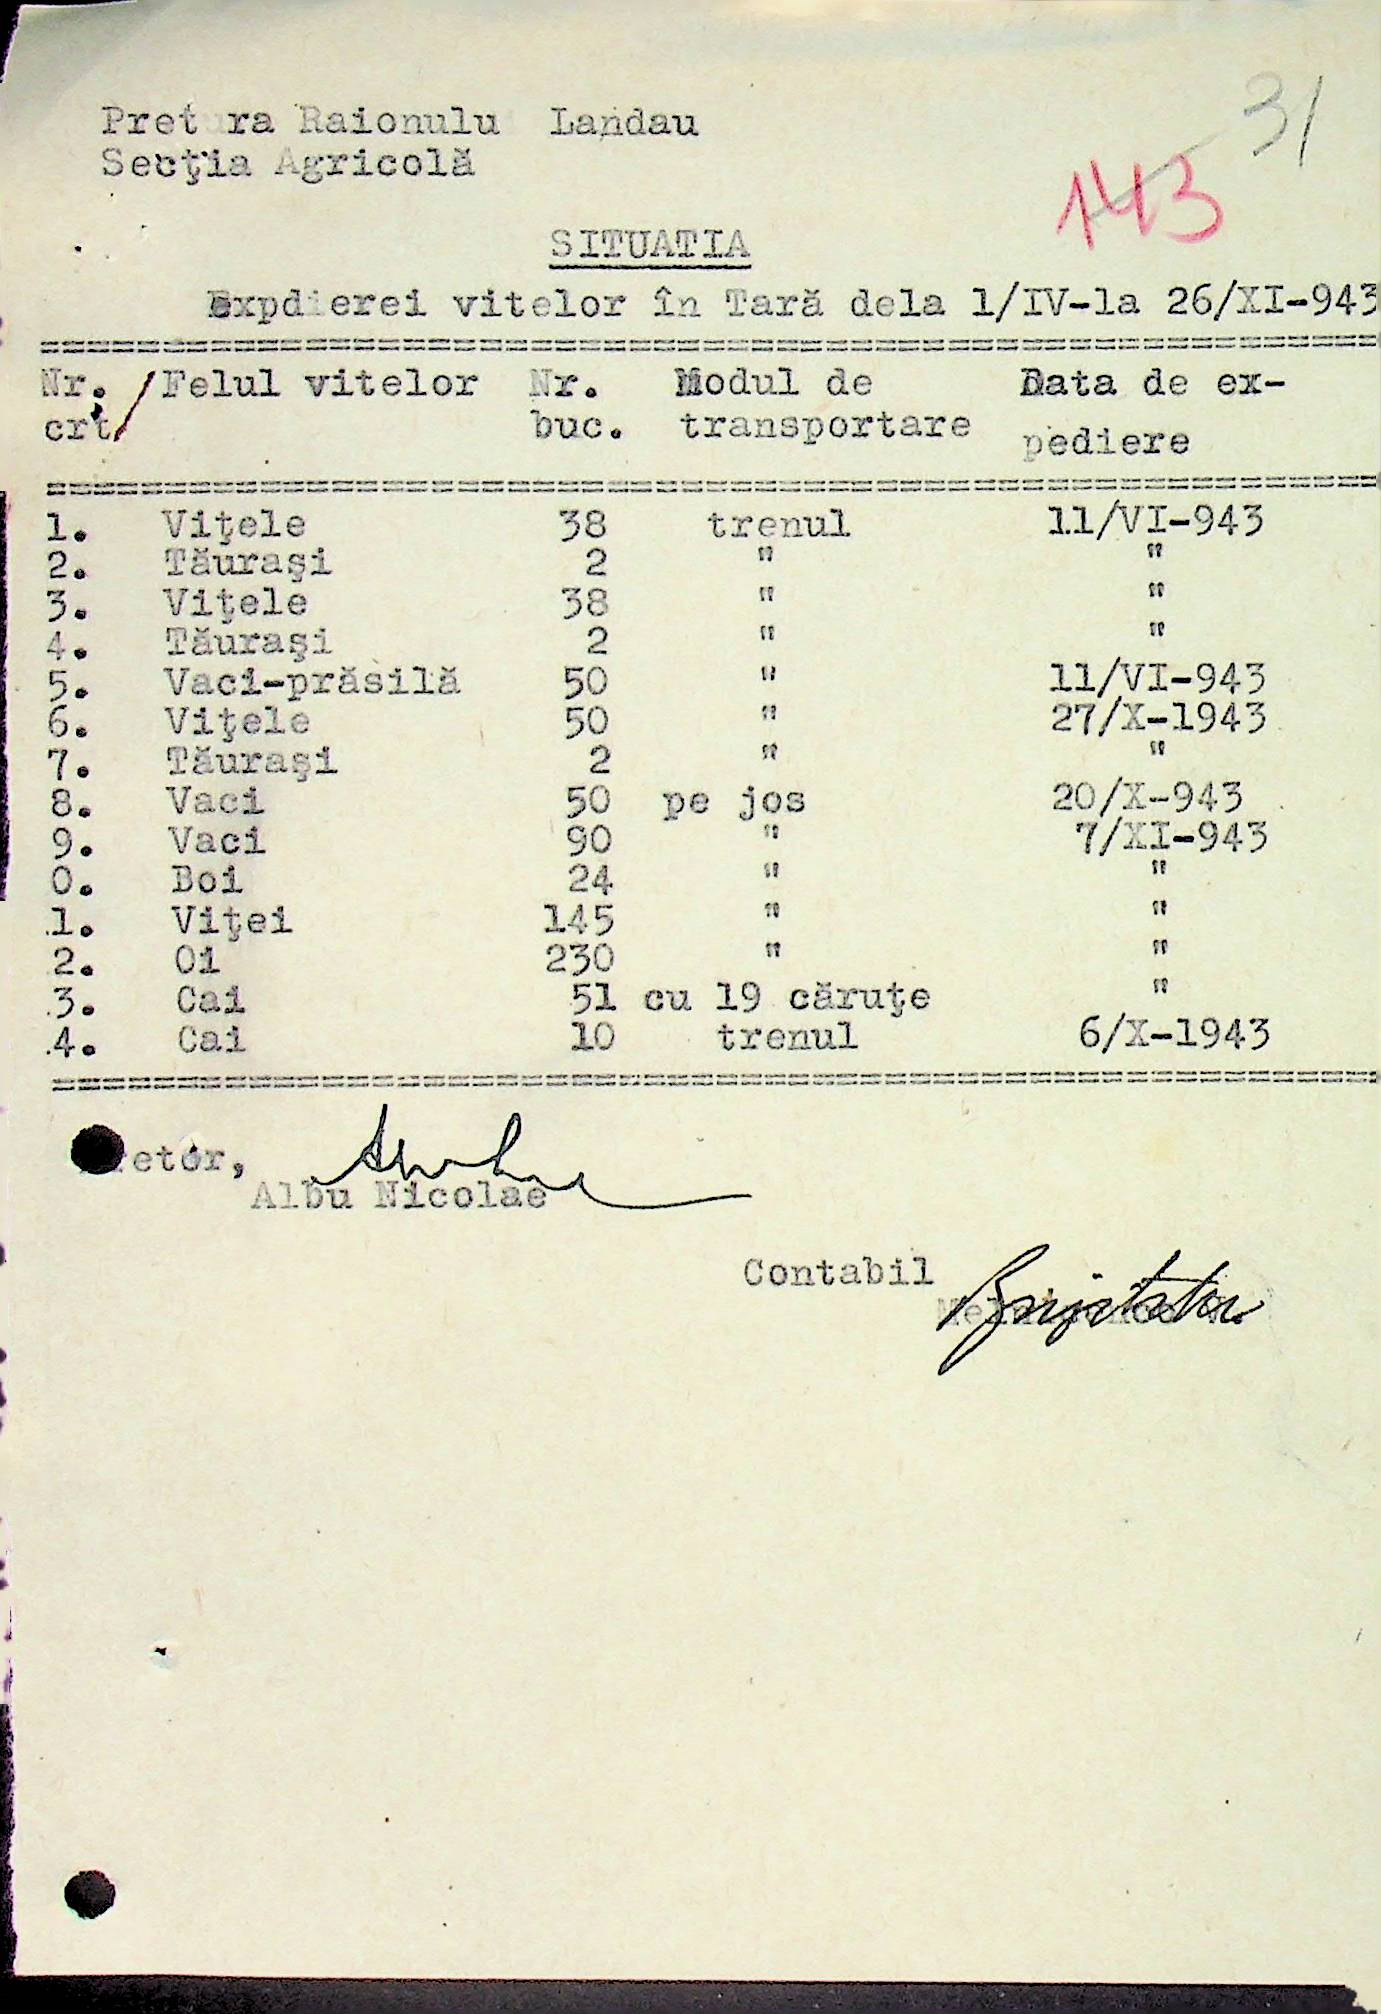 31
Pretura Raionului Landau
Secţia Agricolă
143
SITUATIA
Expdierei vitelor în Tară dela 1/IV-la 26/XI-943
Nr. / Felul vitelor Nr. Modul de Data de ex-
crt. buc. transportare pediere
1. Viţele 38 trenul 11/VI-943
2. Tăuraşi 2 " "
3. Viţele 38 " "
4. Tăuraşi 2 " "
5. Vaci-prăsilă 50 " 11/VI-943
6. Viţele 50 " 27/X-1943
7. Tăuraşi 2 " "
8. Vaci 50 pe jos 20/X-943
9. Vaci 90 " 7/XI-943
0. Boi 24 " "
1. Viţei 145 " "
2. Oi 230 " "
3. Cai 51 cu 19 căruţe "
4. Cai 10 trenul 6/X-1943
Pretor,
Albu Nicolae
Contabil